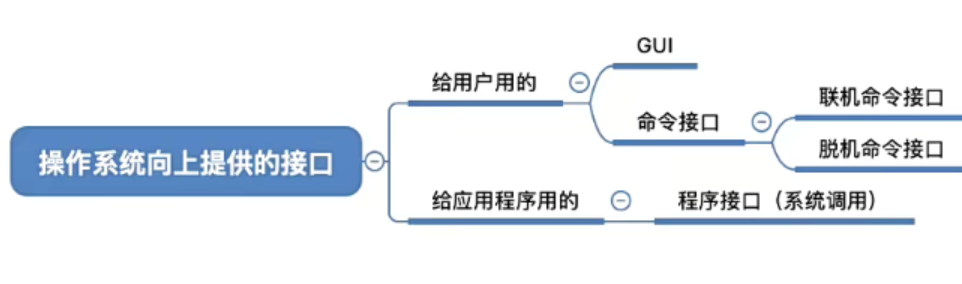 操作系统向上提供的接口
给用户用的
GUI
命令接口
联机命令接口
脱机命令接口
给应用程序用的
程序接口（系统调用）